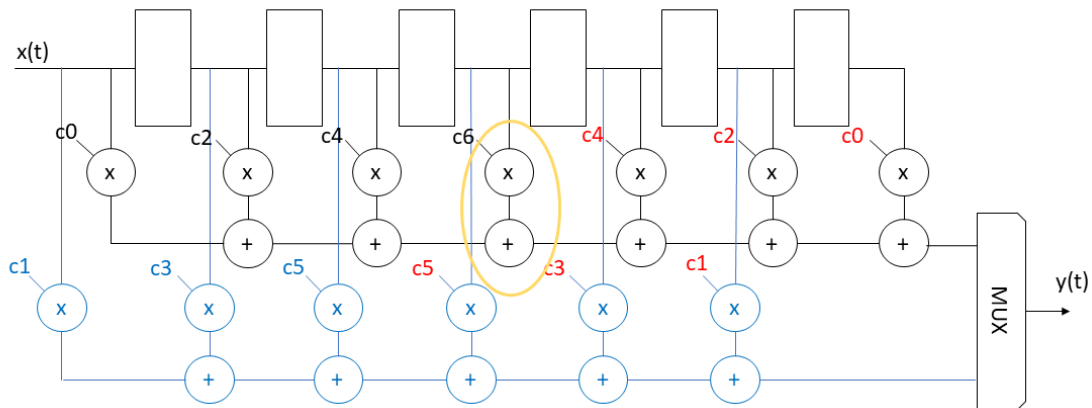 x(t)
c0 c2 c4 c6 c4 c2 c0
x x x x x x x
+ + + + + +
c1 c3 c5 c5 c3 c1
x x x x x x
+ + + + +
MUX
y(t)